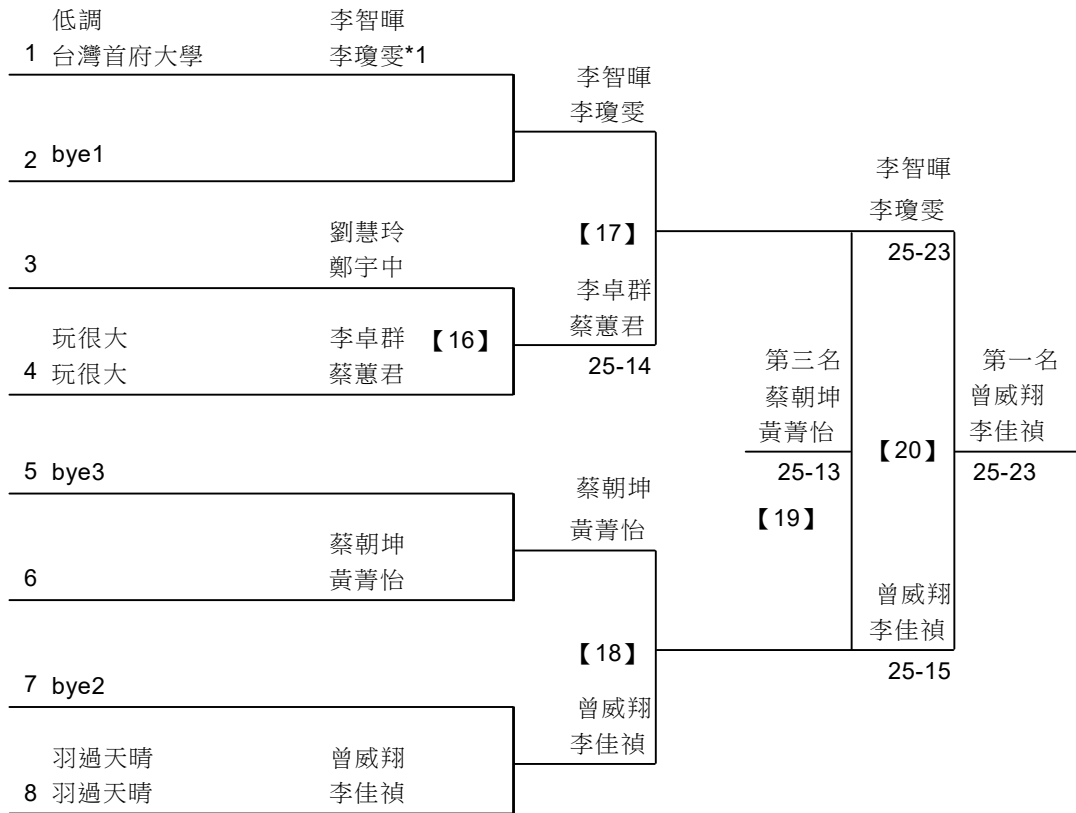 低調 李智暉
1 台灣首府大學 李瓊雯*1
李智暉
李瓊雯
2 bye1
李智暉
李瓊雯
25-23
劉慧玲
3 鄭宇中
【17】
李卓群
蔡蕙君
25-14
玩很大 李卓群 【16】
4 玩很大 蔡蕙君
第三名
蔡朝坤
黃菁怡
25-13
【19】
【20】
第一名
曾威翔
李佳禎
25-23
5 bye3
蔡朝坤
黃菁怡
蔡朝坤
6 黃菁怡
【18】
曾威翔
李佳禎
25-15
7 bye2
曾威翔
李佳禎
羽過天晴 曾威翔
8 羽過天晴 李佳禎